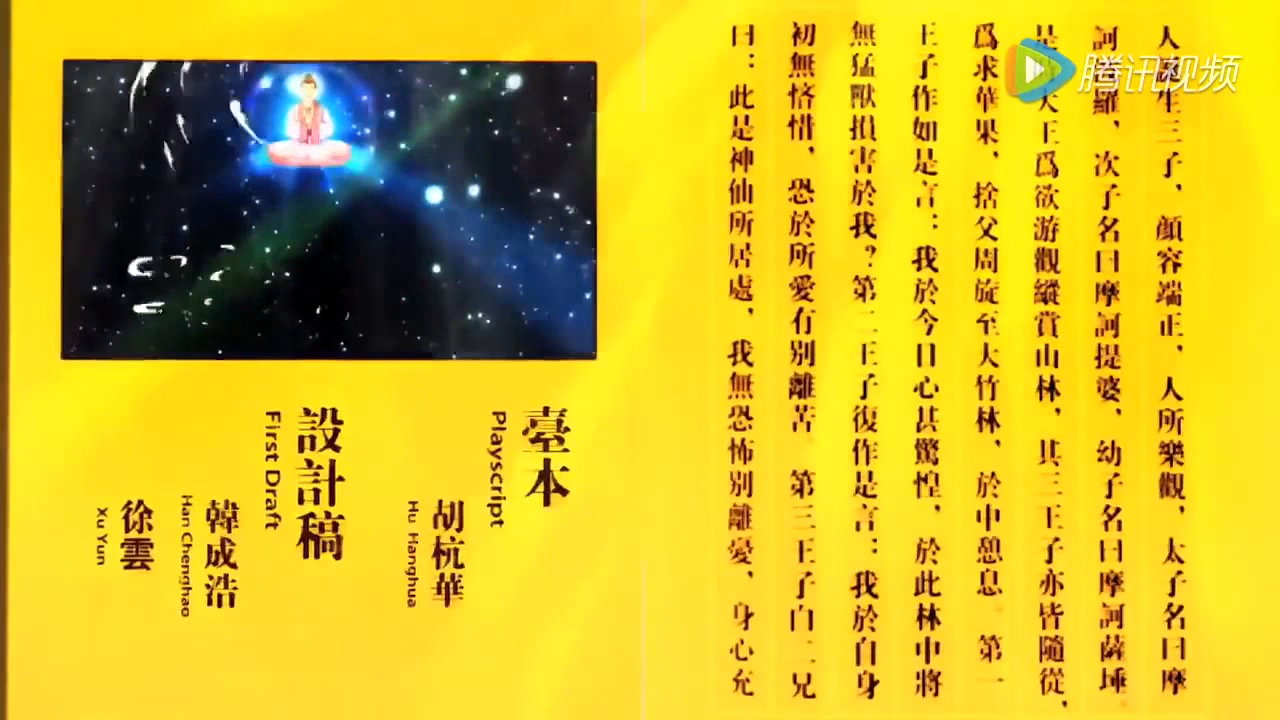 腾讯视频
人誕生三子，顏容端正，人所樂觀，太子名曰摩
訶波羅，次子名曰摩訶提婆，幼子名曰摩訶薩埵。
是時大王爲欲游觀縱賞山林，其三王子亦皆隨從，
爲求華果，捨父周旋至大竹林，於中憩息。第一
王子作如是言：我於今日心甚驚惶，於此林中將
無猛獸損害於我？第二王子復作是言：我於自身
初無悋惜，恐於所愛有别離苦。第三王子白二兄
曰：此是神仙所居處，我無恐怖别離憂，身心充
臺本
Playscript
胡杭華
Hu Hanghua
設計稿
First Draft
韓成浩
Han Chenghao
徐雲
Xu Yun